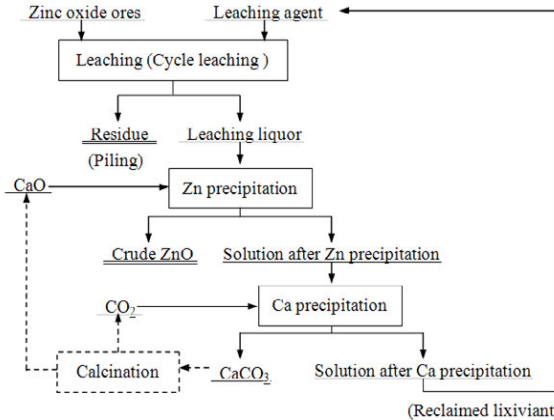 Zinc oxide ores
Leaching agent
Leaching (Cycle leaching )
Residue
(Piling)
Leaching liquor
CaO
Zn precipitation
Crude ZnO
Solution after Zn precipitation
CO2
Ca precipitation
Calcination
CaCO3
Solution after Ca precipitation
(Reclaimed lixiviant